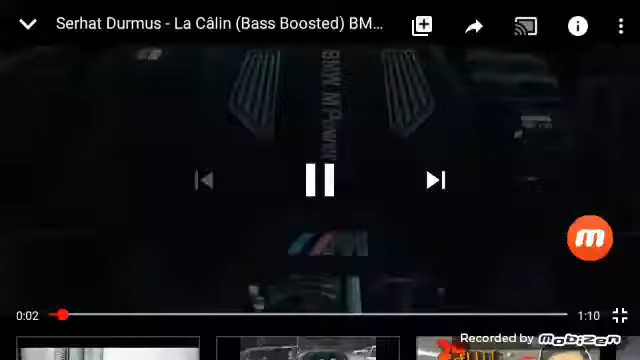 Serhat Durmus - La Câlin (Bass Boosted) BM...
BMW M Power
M
m
0:02
1:10
Recorded by Mobizen